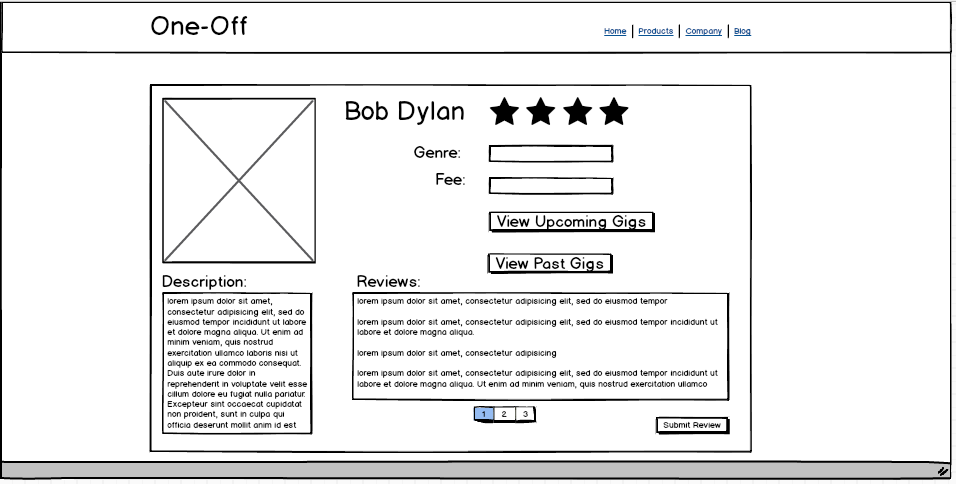 One-Off
Home
Products
Company
Blog
Bob Dylan
Genre:
Fee:
View Upcoming Gigs
View Past Gigs
Description:
lorem ipsum dolor sit amet,
consectetur adipisicing elit, sed do
eiusmod tempor incididunt ut labore
et dolore magna aliqua. Ut enim ad
minim veniam, quis nostrud
exercitation ullamco laboris nisi ut
aliquip ex ea commodo consequat.
Duis aute irure dolor in
reprehenderit in voluptate velit esse
cillum dolore eu fugiat nulla pariatur.
Excepteur sint occaecat cupidatat
non proident, sunt in culpa qui
officia deserunt mollit anim id est
Reviews:
lorem ipsum dolor sit amet, consectetur adipisicing elit, sed do eiusmod tempor
lorem ipsum dolor sit amet, consectetur adipisicing elit, sed do eiusmod tempor incididunt ut
labore et dolore magna aliqua.
lorem ipsum dolor sit amet, consectetur adipisicing
lorem ipsum dolor sit amet, consectetur adipisicing elit, sed do eiusmod tempor incididunt ut
labore et dolore magna aliqua. Ut enim ad minim veniam, quis nostrud exercitation ullamco
1 2 3
Submit Review